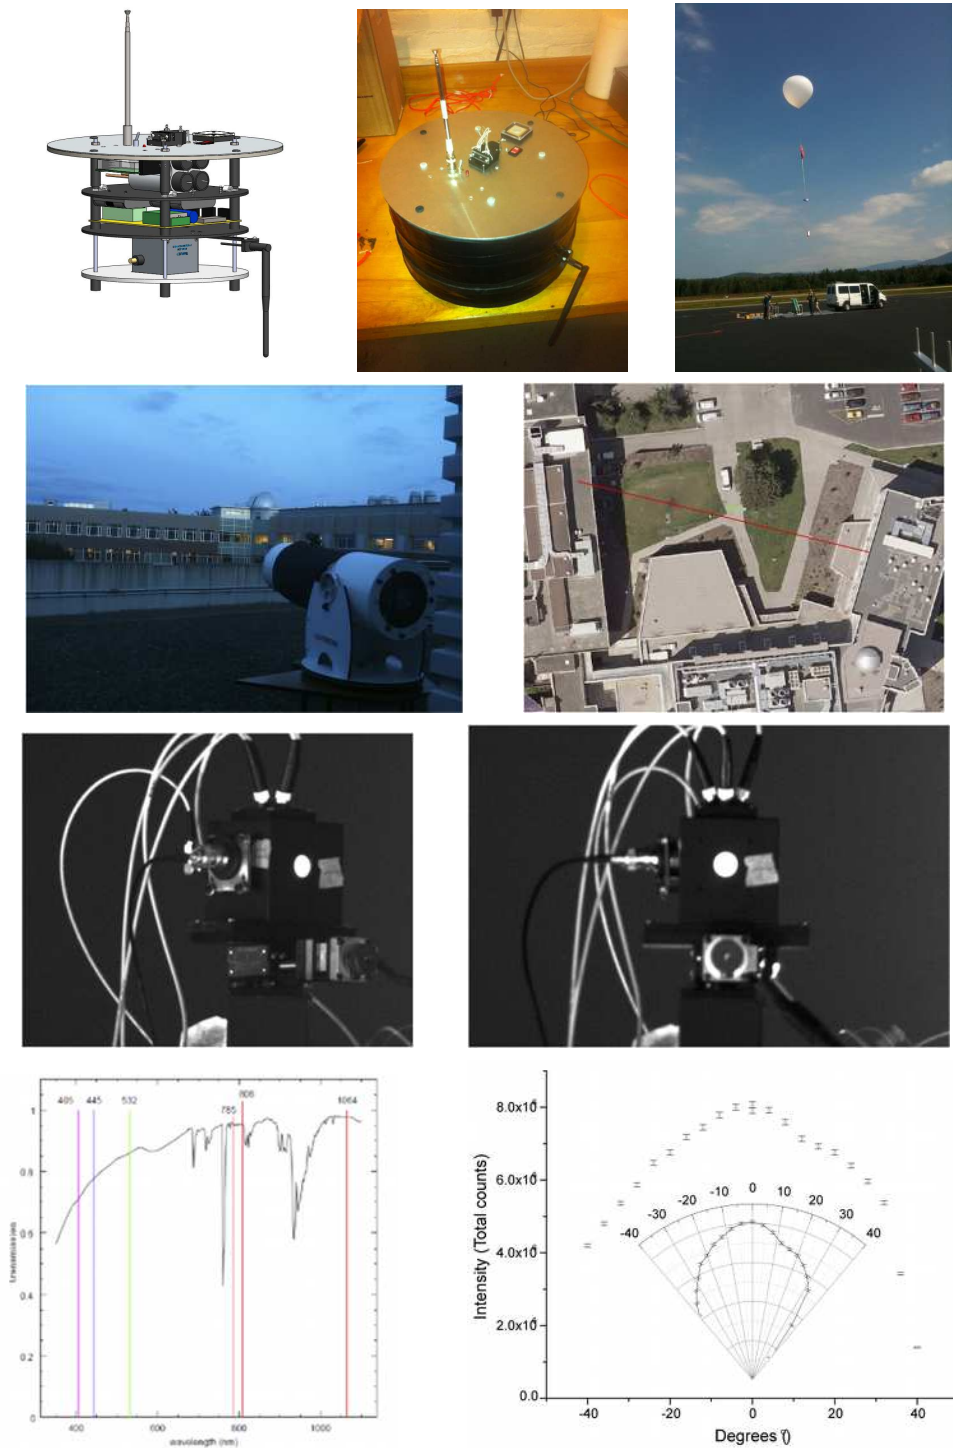 405 445 532 785 808 1064
1
0.8
0.6
0.4
0.2
0
400 600 800 1000
wavelength (nm)
Intensity (Total counts)
8.0x10
6.0x10
4.0x10
2.0x10
0.0
-40 -30 -20 -10 0 10 20 30 40
-40 -20 0 20 40
Degrees (°)